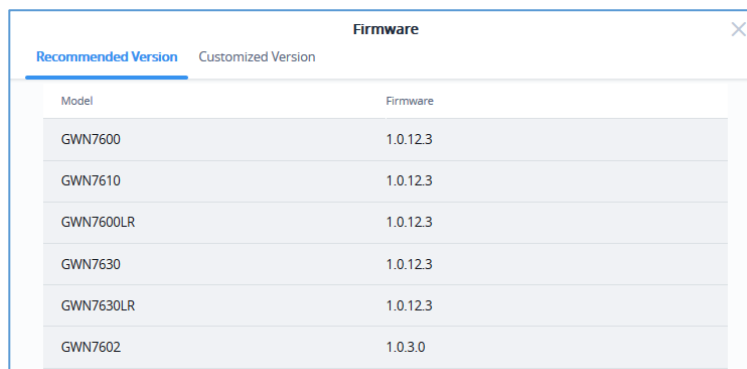 Firmware
Recommended Version Customized Version
Model Firmware
GWN7600 1.0.12.3
GWN7610 1.0.12.3
GWN7600LR 1.0.12.3
GWN7630 1.0.12.3
GWN7630LR 1.0.12.3
GWN7602 1.0.3.0